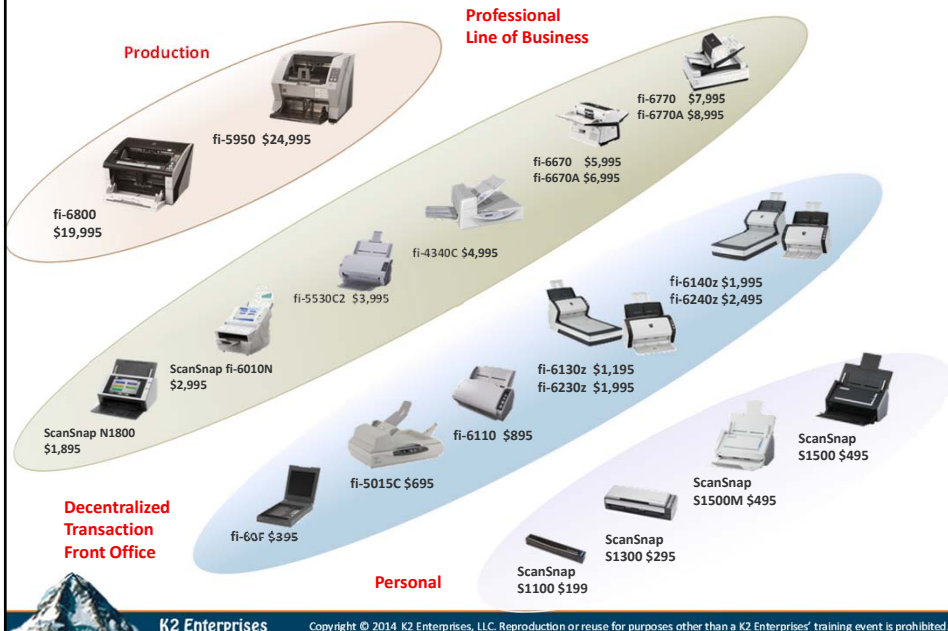 Professional
Line of Business
Production
fi-5950 $24,995
fi-6800
$19,995
fi-6770 $7,995
fi-6770A $8,995
fi-6670 $5,995
fi-6670A $6,995
fi-4340C $4,995
fi-5530C2 $3,995
ScanSnap fi-6010N
$2,995
ScanSnap N1800
$1,895
fi-6140z $1,995
fi-6240z $2,495
fi-6130z $1,195
fi-6230z $1,995
fi-6110 $895
fi-5015C $695
fi-60F $395
Decentralized
Transaction
Front Office
ScanSnap
S1500 $495
ScanSnap
S1500M $495
ScanSnap
S1300 $295
ScanSnap
S1100 $199
Personal
K2 Enterprises
Copyright © 2014 K2 Enterprises, LLC. Reproduction or reuse for purposes other than a K2 Enterprises' training event is prohibited